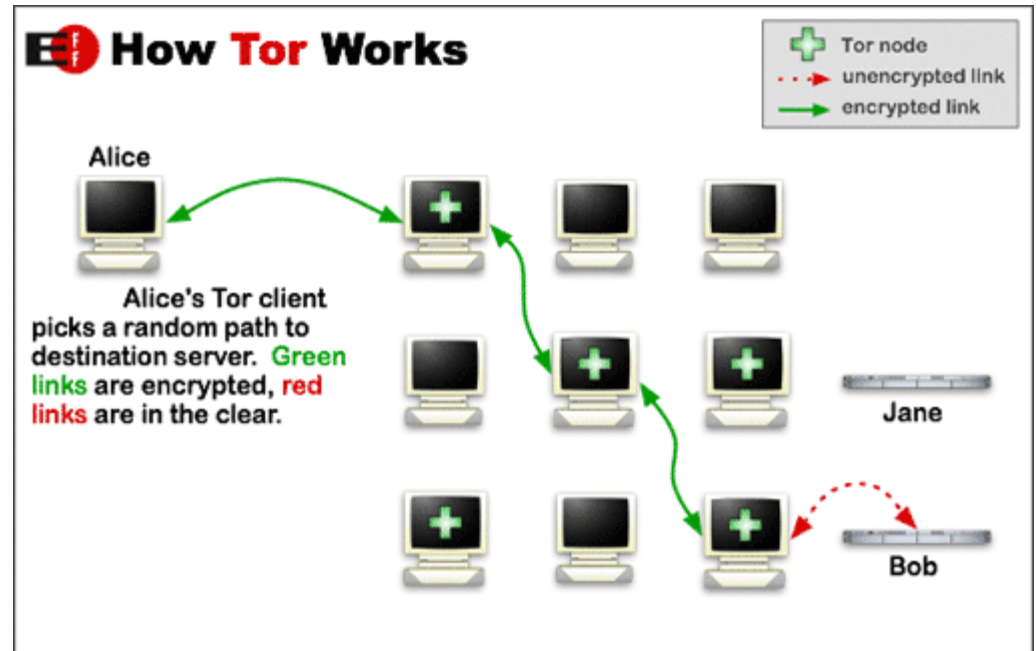 EFF How Tor Works
Tor node
unencrypted link
encrypted link
Alice
Alice's Tor client
picks a random path to
destination server. Green
links are encrypted, red
links are in the clear.
Jane
Bob